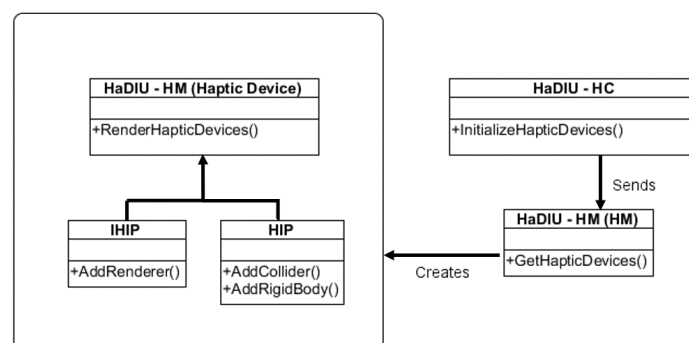 HaDIU - HM (Haptic Device)
+RenderHapticDevices()
IHIP
+AddRenderer()
HIP
+AddCollider()
+AddRigidBody()
HaDIU - HC
+InitializeHapticDevices()
Sends
HaDIU - HM (HM)
+GetHapticDevices()
Creates